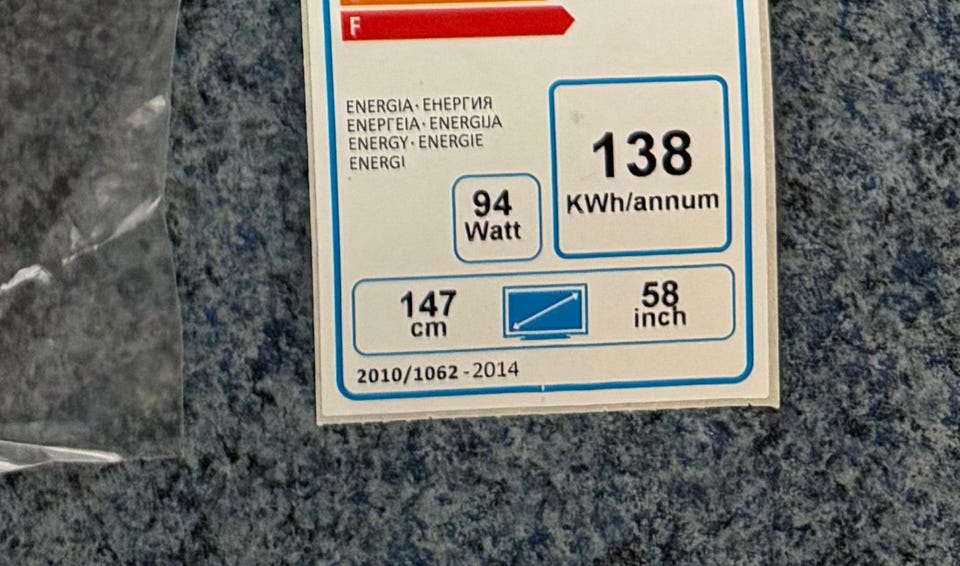 F
ENERGIA · ЕНЕРГИЯ
ΕΝΕΡΓΕΙΑ · ENERGIJA
ENERGY · ENERGIE
ENERGI
138
KWh/annum
94
Watt
147
cm
58
inch
2010/1062 - 2014